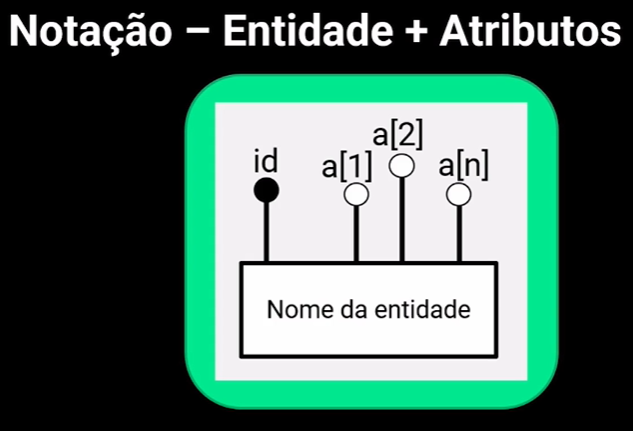 Notação – Entidade + Atributos
a[2]
id a[1] a[n]
Nome da entidade